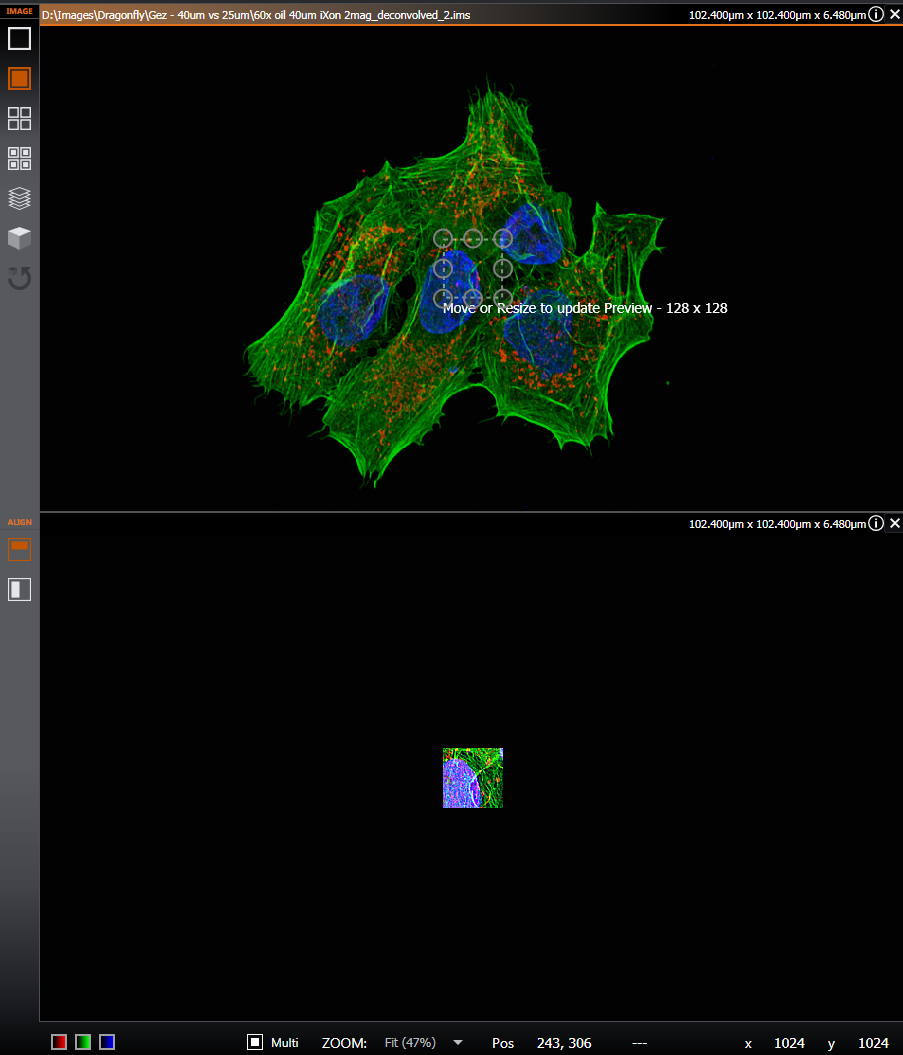 IMAGE
D:\Images\Dragonfly\Gez - 40um vs 25um\60x oil 40um iXon 2mag_deconvolved_2.ims 102.400µm x 102.400µm x 6.480µm
Move or Resize to update Preview - 128 x 128
ALIGN
102.400µm x 102.400µm x 6.480µm
Multi ZOOM: Fit (47%) Pos 243, 306 --- x 1024 y 1024